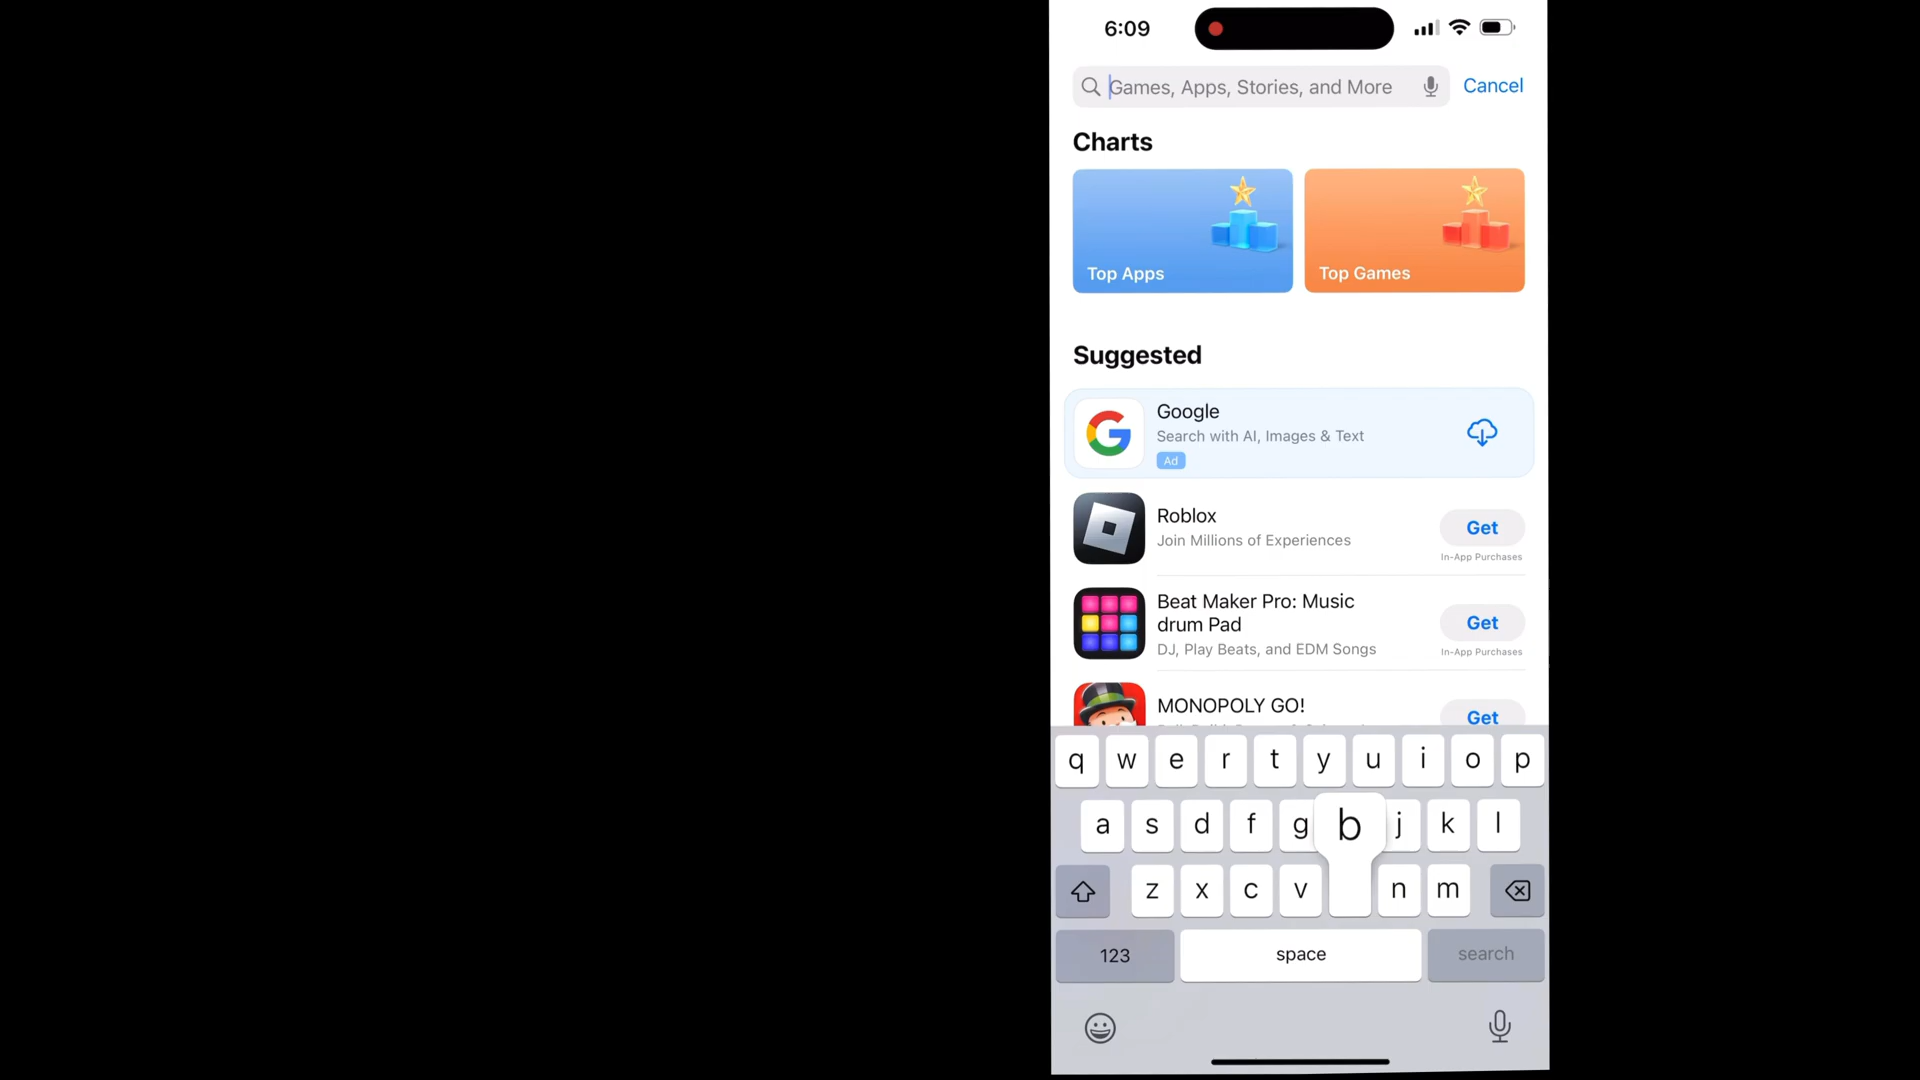 6:09
Games, Apps, Stories, and More
Cancel
Charts
Top Apps
Top Games
Suggested
Google
Search with AI, Images & Text
Ad
Roblox
Join Millions of Experiences
Get
In-App Purchases
Beat Maker Pro: Music
drum Pad
DJ, Play Beats, and EDM Songs
Get
In-App Purchases
MONOPOLY GO!
Get
q w e r t y u i o p
a s d f g b j k l
z x c v n m
123 space search